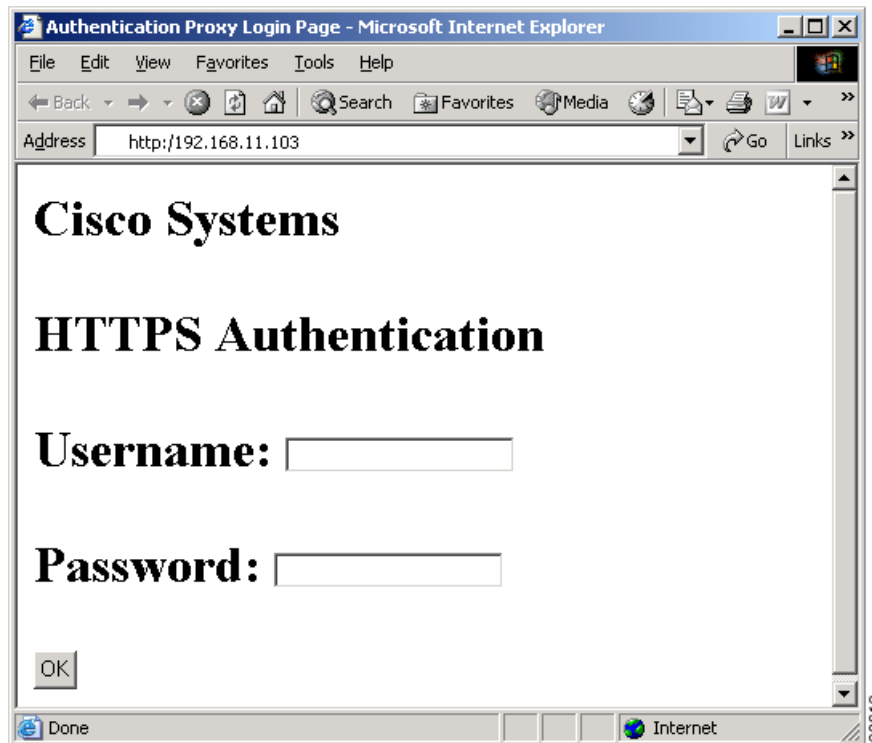 Authentication Proxy Login Page - Microsoft Internet Explorer
File Edit View Favorites Tools Help
Back Search Favorites Media W »
Address http:/192.168.11.103 Go Links »
Cisco Systems
HTTPS Authentication
Username:
Password:
OK
Done Internet